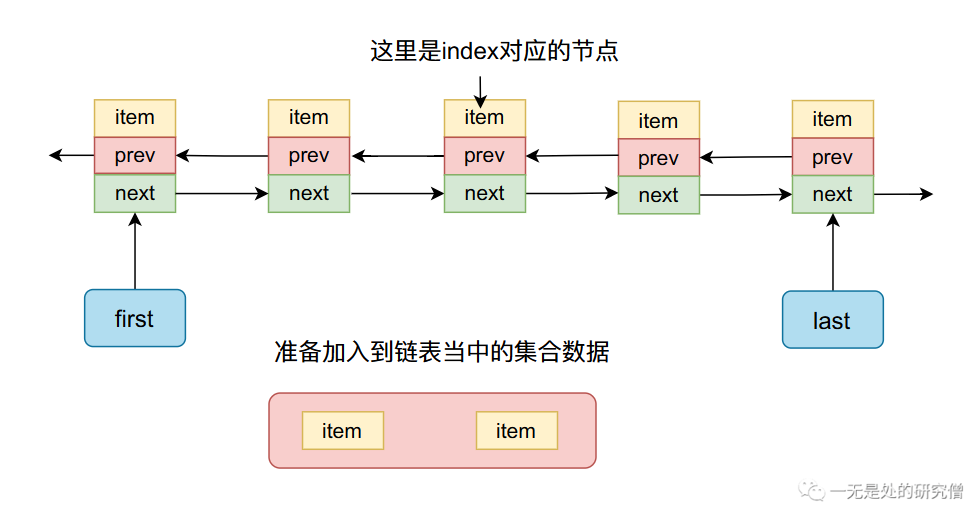 这里是index对应的节点
item item item item item
prev prev prev prev prev
next next next next next
first last
准备加入到链表当中的集合数据
item item
一无是处的研究僧